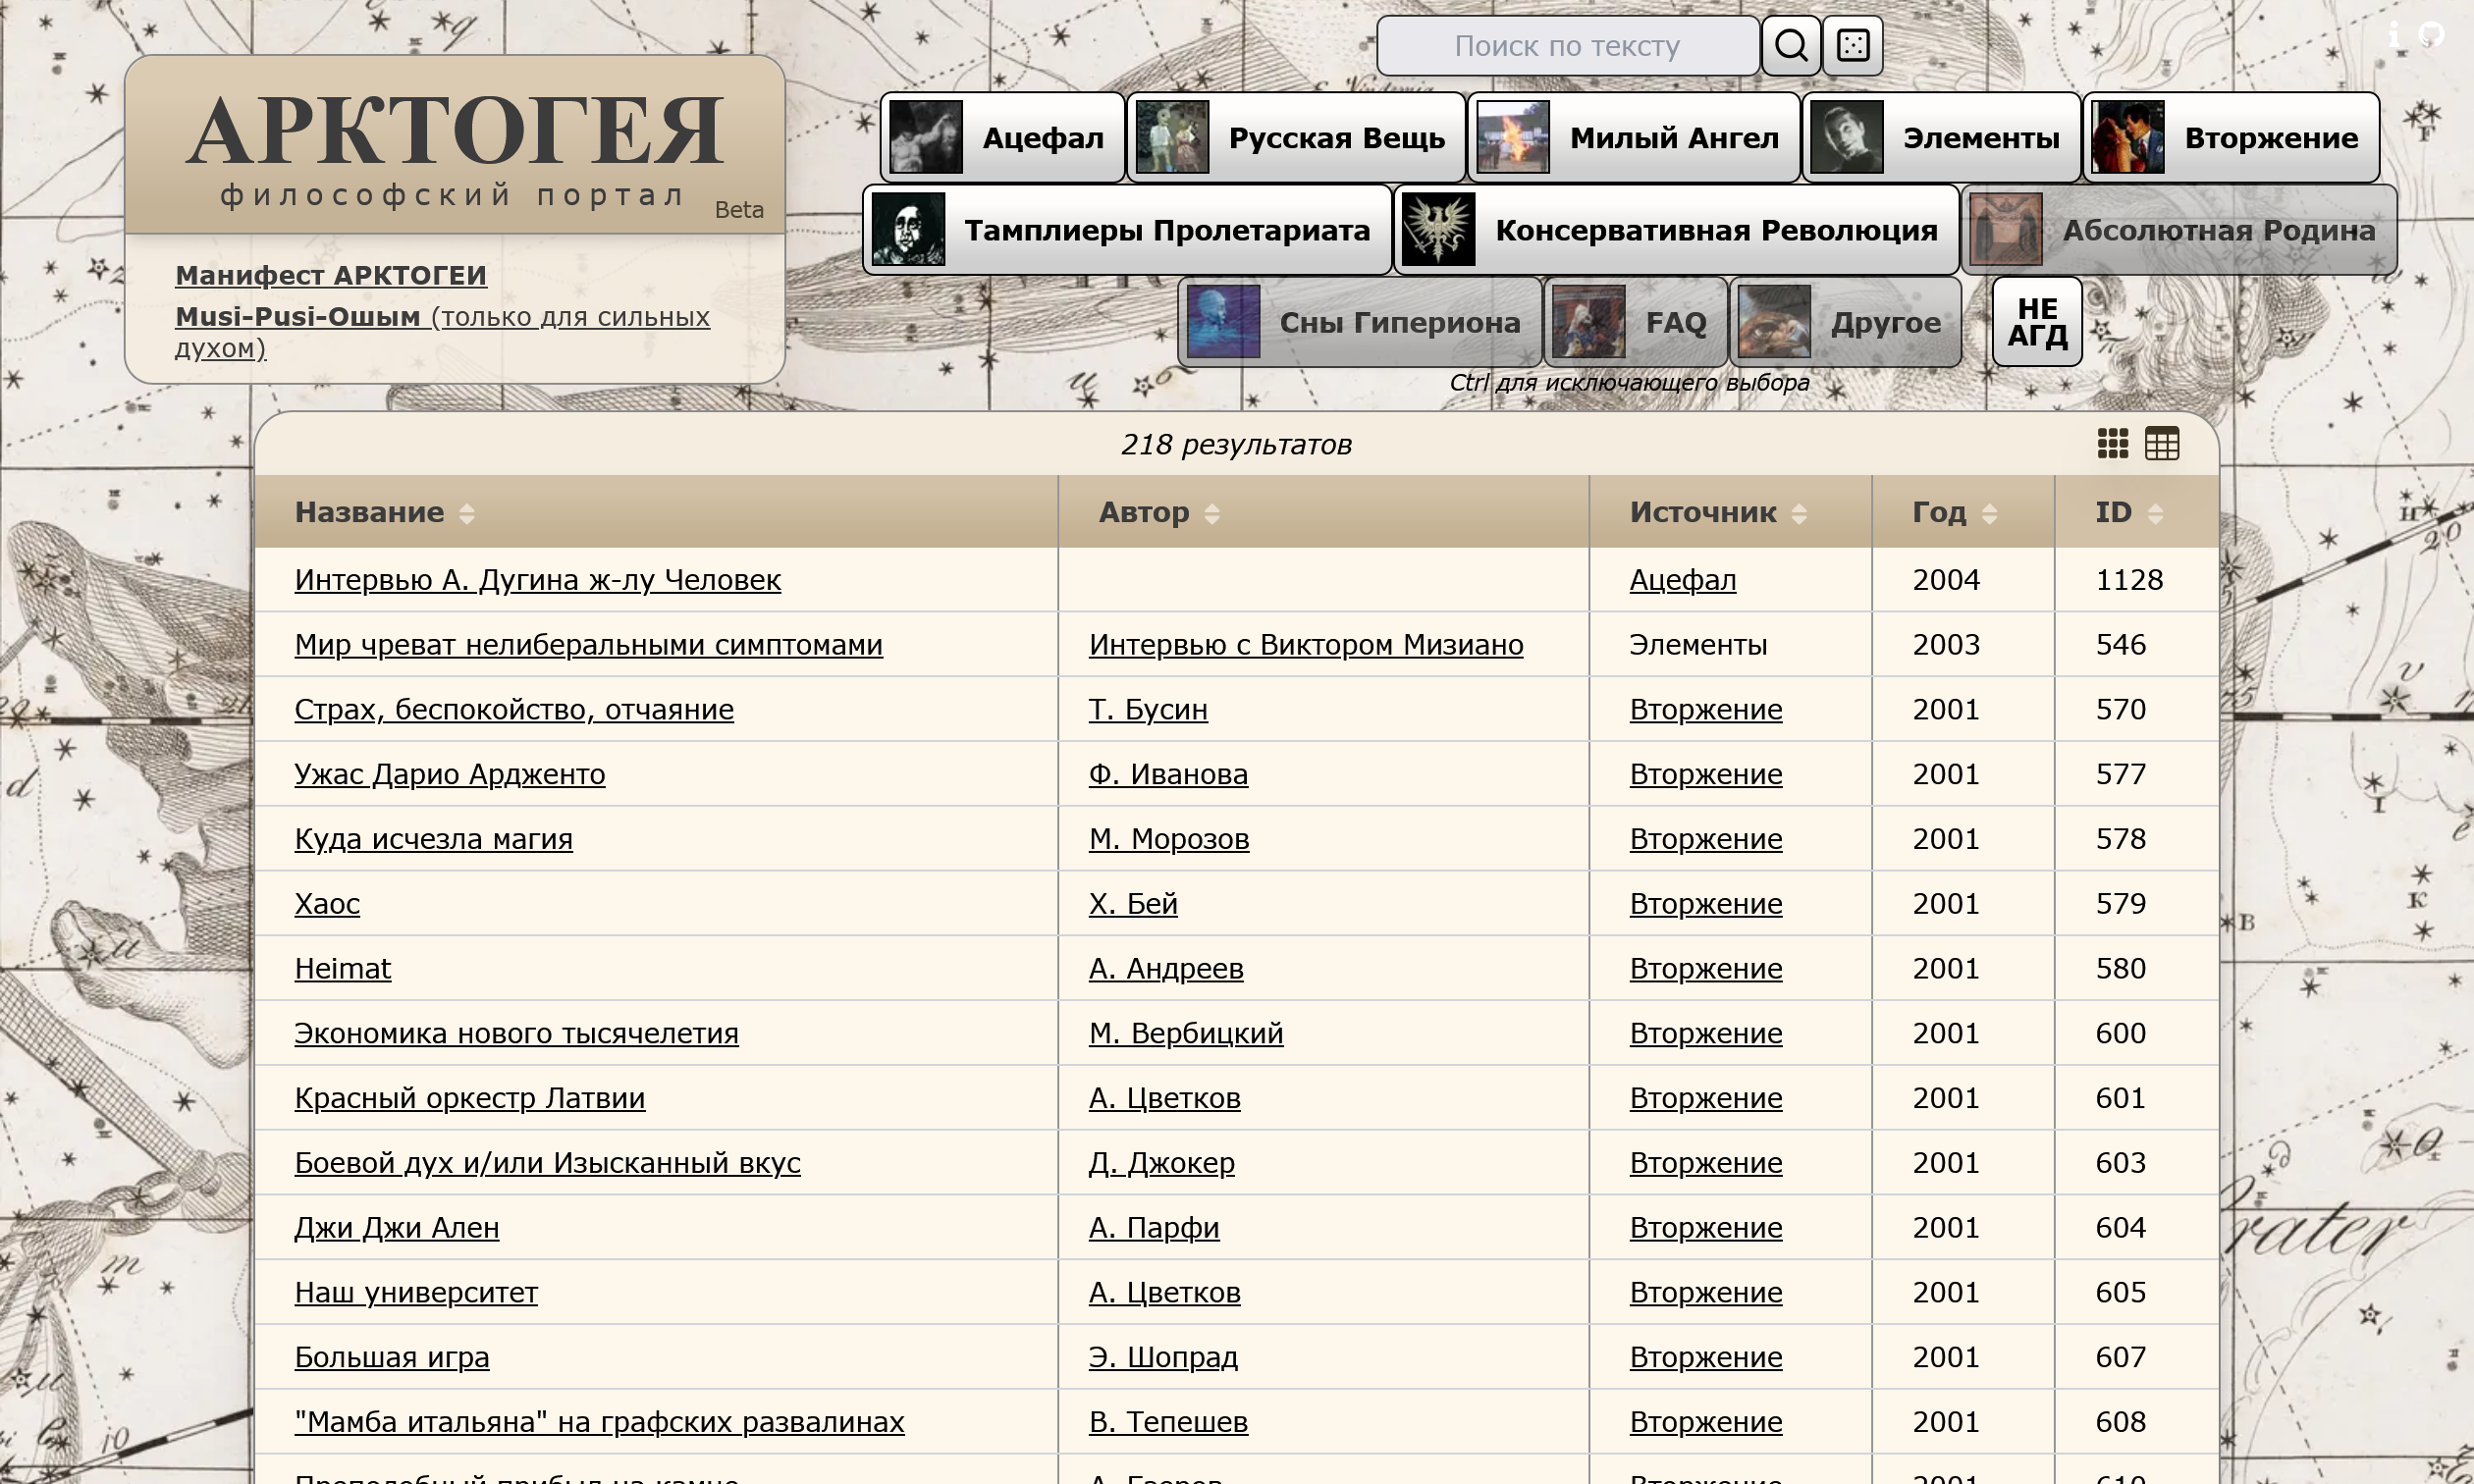 Поиск по тексту
АРКТОГЕЯ
философский портал
Beta
Манифест АРКТОГЕИ
Musi-Pusi-Ошым (только для сильных
духом)
Ацефал
Русская Вещь
Милый Ангел
Элементы
Вторжение
Тамплиеры Пролетариата
Консервативная Революция
Абсолютная Родина
Сны Гипериона
FAQ
Другое
НЕ
АГД
Ctrl для исключающего выбора
218 результатов
Название Автор Источник Год ID
Интервью А. Дугина ж-лу Человек Ацефал 2004 1128
Мир чреват нелиберальными симптомами Интервью с Виктором Мизиано Элементы 2003 546
Страх, беспокойство, отчаяние Т. Бусин Вторжение 2001 570
Ужас Дарио Ардженто Ф. Иванова Вторжение 2001 577
Куда исчезла магия М. Морозов Вторжение 2001 578
Хаос Х. Бей Вторжение 2001 579
Heimat А. Андреев Вторжение 2001 580
Экономика нового тысячелетия М. Вербицкий Вторжение 2001 600
Красный оркестр Латвии А. Цветков Вторжение 2001 601
Боевой дух и/или Изысканный вкус Д. Джокер Вторжение 2001 603
Джи Джи Ален А. Парфи Вторжение 2001 604
Наш университет А. Цветков Вторжение 2001 605
Большая игра Э. Шопрад Вторжение 2001 607
"Мамба итальяна" на графских развалинах В. Тепешев Вторжение 2001 608
Вторжение 2001 610
rater